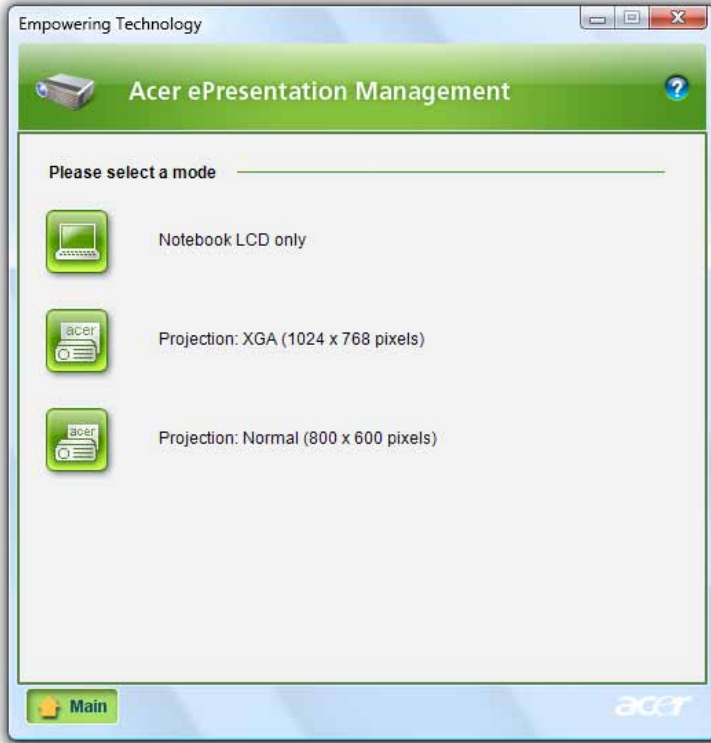 Empowering Technology
Acer ePresentation Management
?
Please select a mode
Notebook LCD only
acer
Projection: XGA (1024 x 768 pixels)
acer
Projection: Normal (800 x 600 pixels)
Main
acer